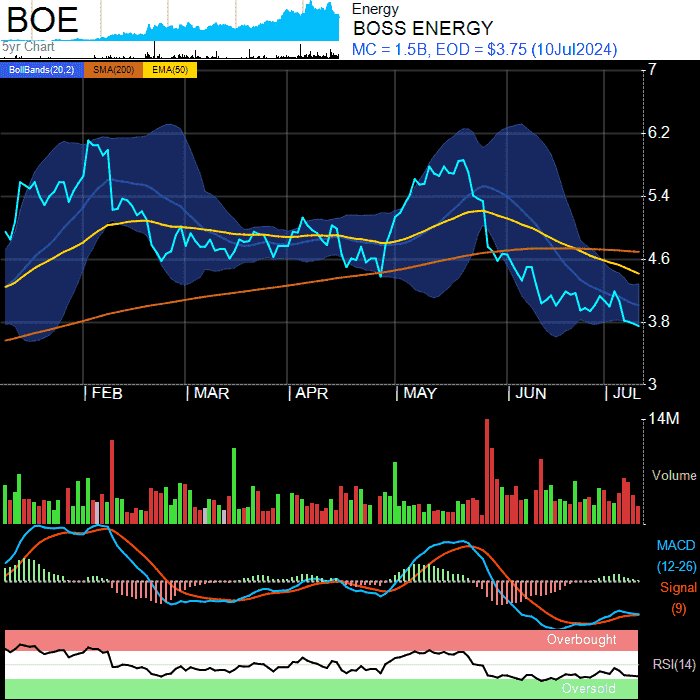 BOE
5yr Chart
Energy
BOSS ENERGY
MC = 1.5B, EOD = $3.75 (10Jul2024)
BollBands(20,2) SMA(200) EMA(50)
7
6.2
5.4
4.6
3.8
3
FEB MAR APR MAY JUN JUL
14M
Volume
MACD
(12-26)
Signal
(9)
Overbought
RSI(14)
Oversold